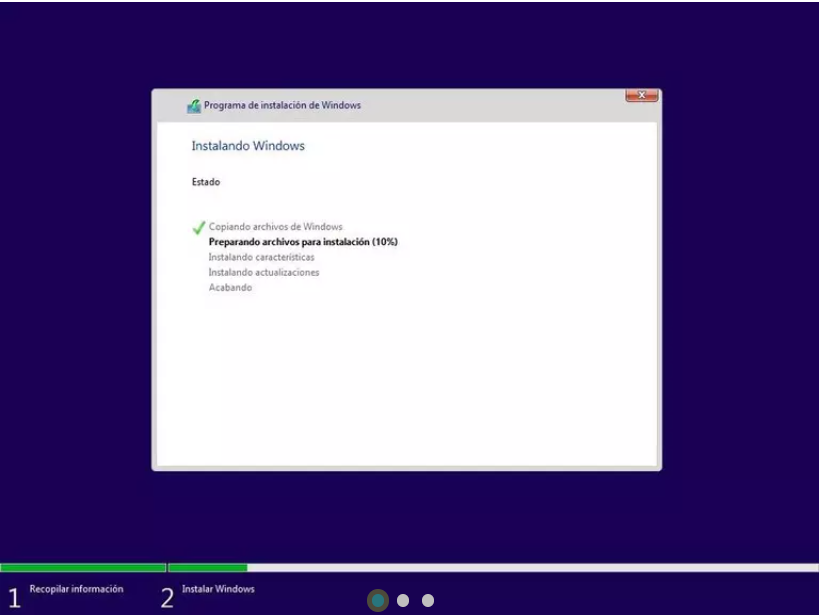 Programa de instalación de Windows
Instalando Windows
Estado
Copiando archivos de Windows
Preparando archivos para instalación (10%)
Instalando características
Instalando actualizaciones
Acabando
1 Recopilar información
2 Instalar Windows